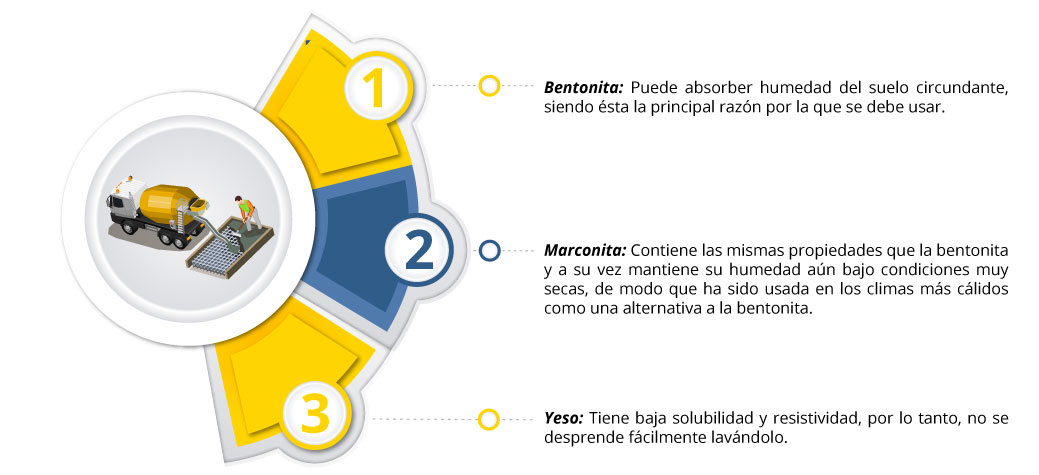 1
Bentonita: Puede absorber humedad del suelo circundante,
siendo ésta la principal razón por la que se debe usar.
2
Marconita: Contiene las mismas propiedades que la bentonita
y a su vez mantiene su humedad aún bajo condiciones muy
secas, de modo que ha sido usada en los climas más cálidos
como una alternativa a la bentonita.
3
Yeso: Tiene baja solubilidad y resistividad, por lo tanto, no se
desprende fácilmente lavándolo.